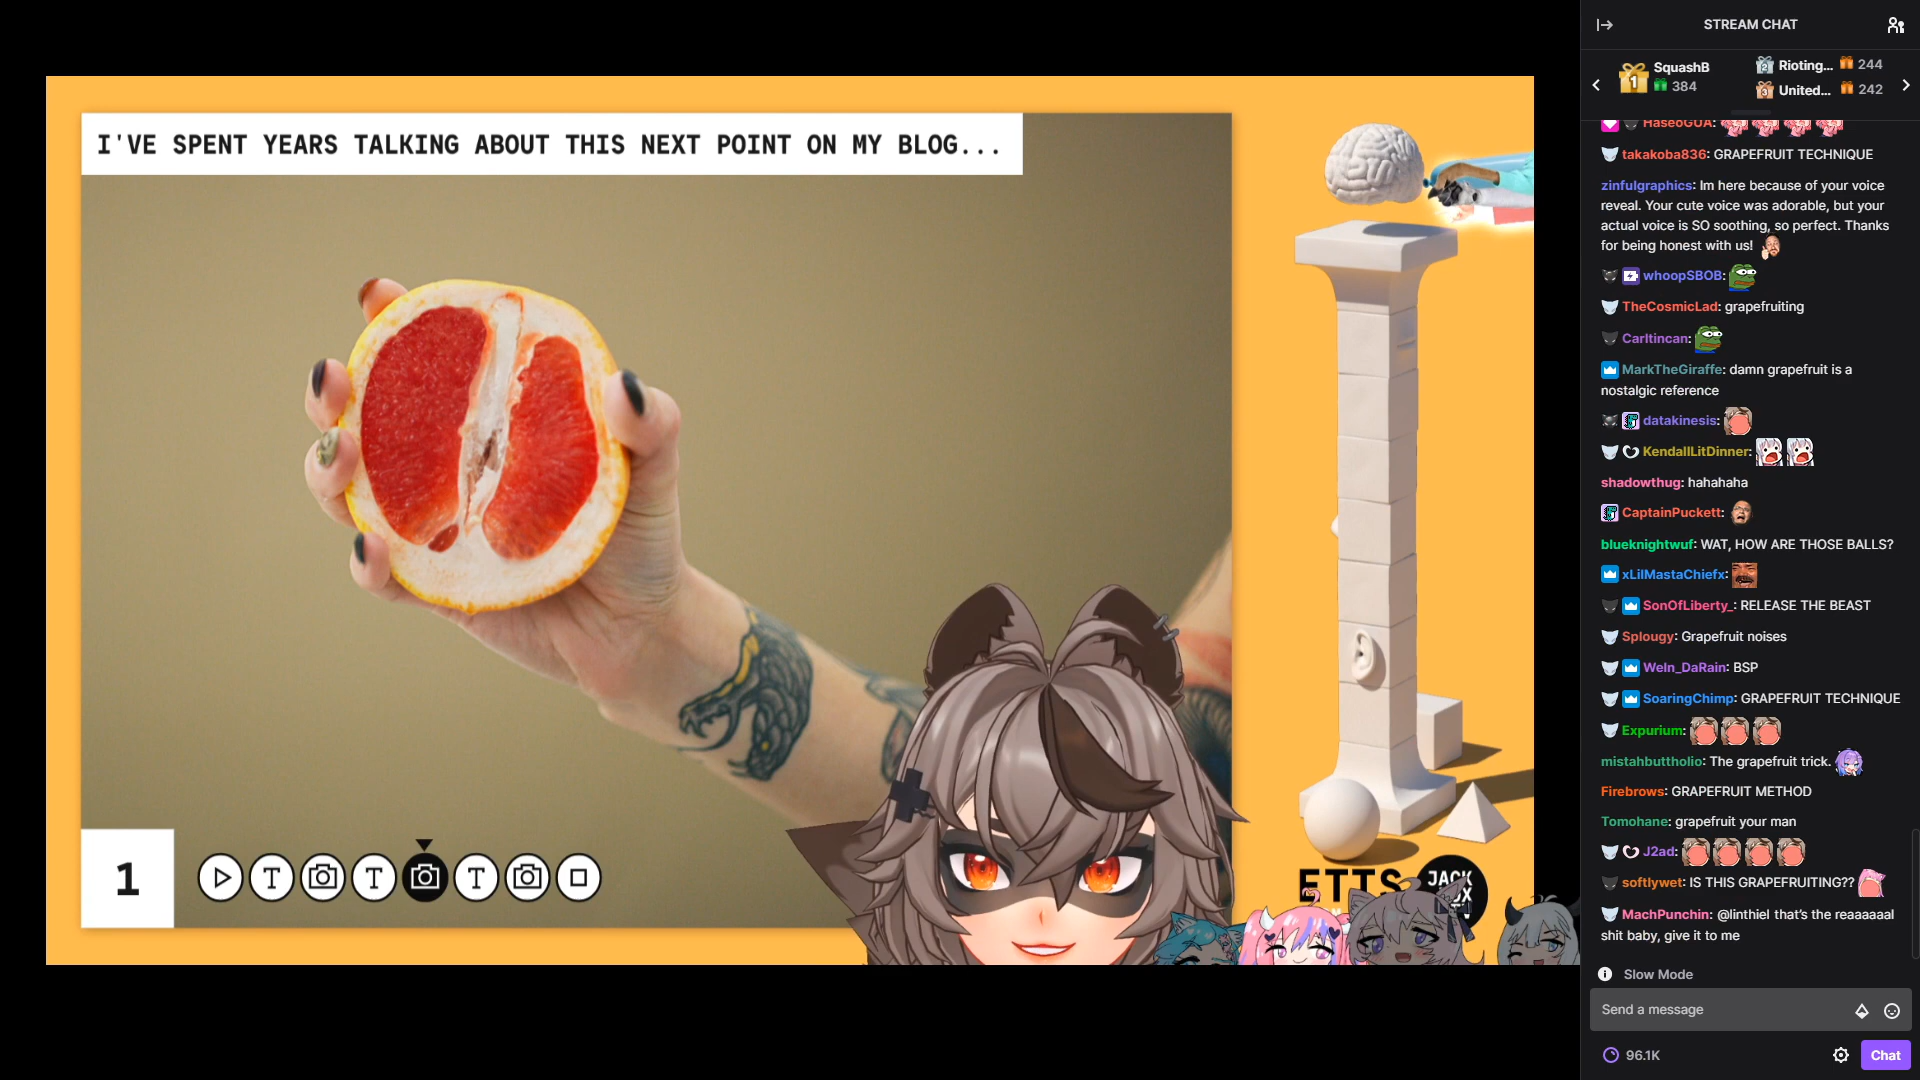 I'VE SPENT YEARS TALKING ABOUT THIS NEXT POINT ON MY BLOG...
1
T
T
T
JACK
STREAM CHAT
1
SquashB
384
Rioting... 244
United... 242
HaseoGUA:
takakoba836: GRAPEFRUIT TECHNIQUE
zinfulgraphics: Im here because of your voice
reveal. Your cute voice was adorable, but your
actual voice is SO soothing, so perfect. Thanks
for being honest with us!
whoopSBOB:
TheCosmicLad: grapefruiting
Carltincan:
MarkTheGiraffe: damn grapefruit is a
nostalgic reference
datakinesis:
KendallLitDinner:
shadowthug: hahahaha
CaptainPuckett:
blueknightwuf: WAT, HOW ARE THOSE BALLS?
xLilMastaChiefx:
SonOfLiberty_: RELEASE THE BEAST
Splougy: Grapefruit noises
WeIn_DaRain: BSP
SoaringChimp: GRAPEFRUIT TECHNIQUE
Expurium:
mistahbuttholio: The grapefruit trick.
Firebrows: GRAPEFRUIT METHOD
Tomohane: grapefruit your man
J2ad:
softlywet: IS THIS GRAPEFRUITING??
MachPunchin: @linthiel that's the reaaaaaal
shit baby, give it to me
Slow Mode
Send a message
96.1K
Chat